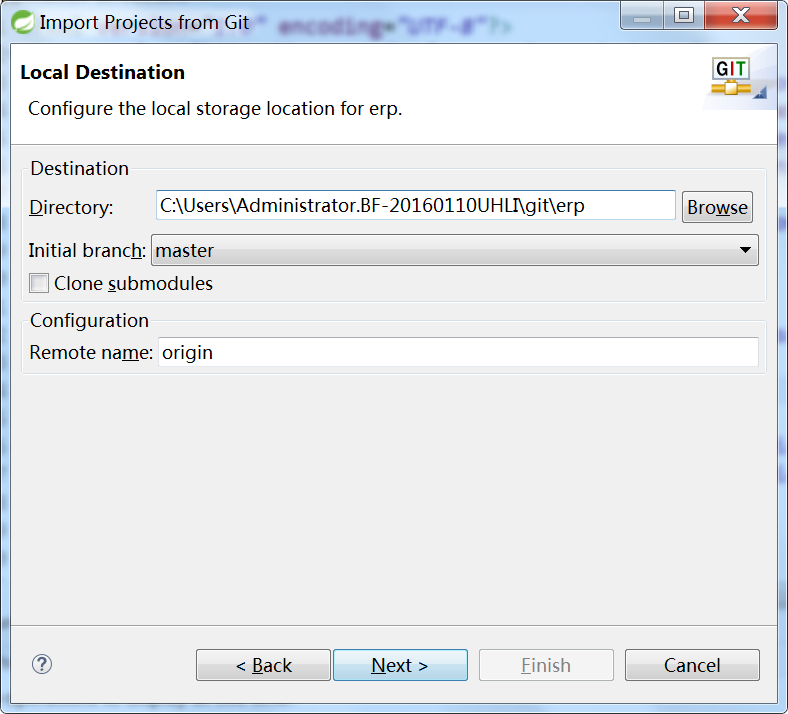 encoding="UTF-8"?>
Import Projects from Git
Local Destination
Configure the local storage location for erp.
GIT
Destination
Directory: C:\Users\Administrator.BF-20160110UHLI\git\erp Browse
Initial branch: master
Clone submodules
Configuration
Remote name: origin
?
< Back Next > Finish Cancel